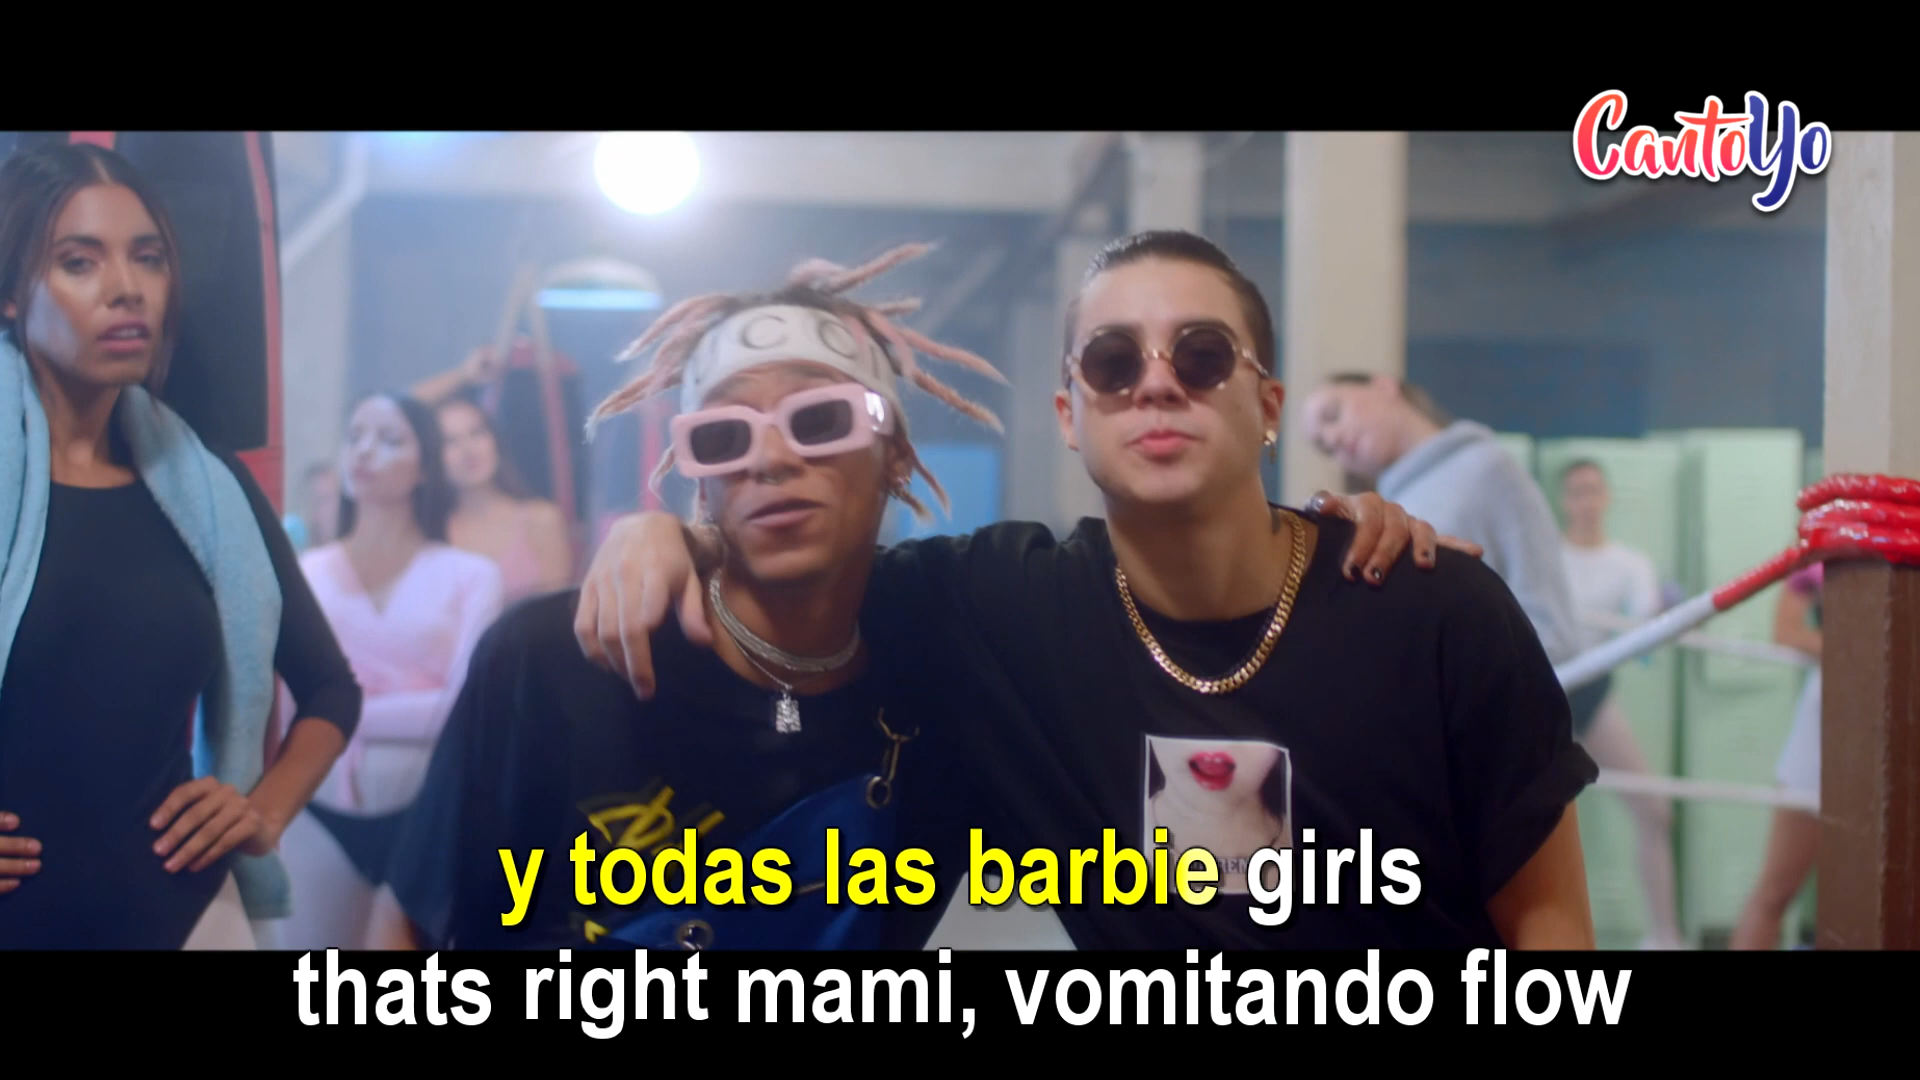 CantoYo
y todas las barbie girls
thats right mami, vomitando flow